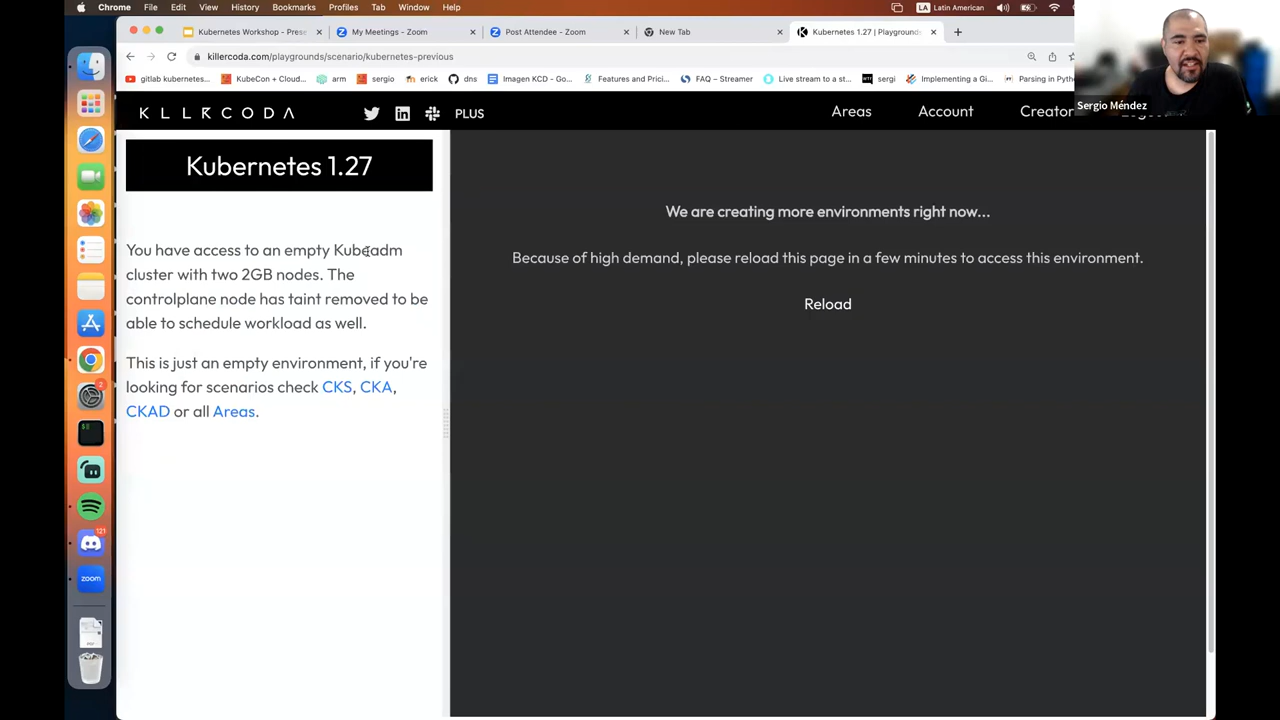 Chrome File Edit View History Bookmarks Profiles Tab Window Help LA Latin American
Kubernetes Workshop - Prese × My Meetings - Zoom × Post Attendee - Zoom × New Tab × Kubernetes 1.27 | Playground ×
killercoda.com/playgrounds/scenario/kubernetes-previous
gitlab kubernetes... KubeCon + Cloud... arm sergio erick dns Imagen KCD - Go... Features and Prici... FAQ – Streamer Live stream to a st... sergi Implementing a Gi... Parsing in Pytho
Sergio Méndez
KLLRCODA PLUS Areas Account Creator
Kubernetes 1.27
You have access to an empty Kubeadm
cluster with two 2GB nodes. The
controlplane node has taint removed to be
able to schedule workload as well.
This is just an empty environment, if you're
looking for scenarios check CKS, CKA,
CKAD or all Areas.
We are creating more environments right now...
Because of high demand, please reload this page in a few minutes to access this environment.
Reload
2
121
zoom